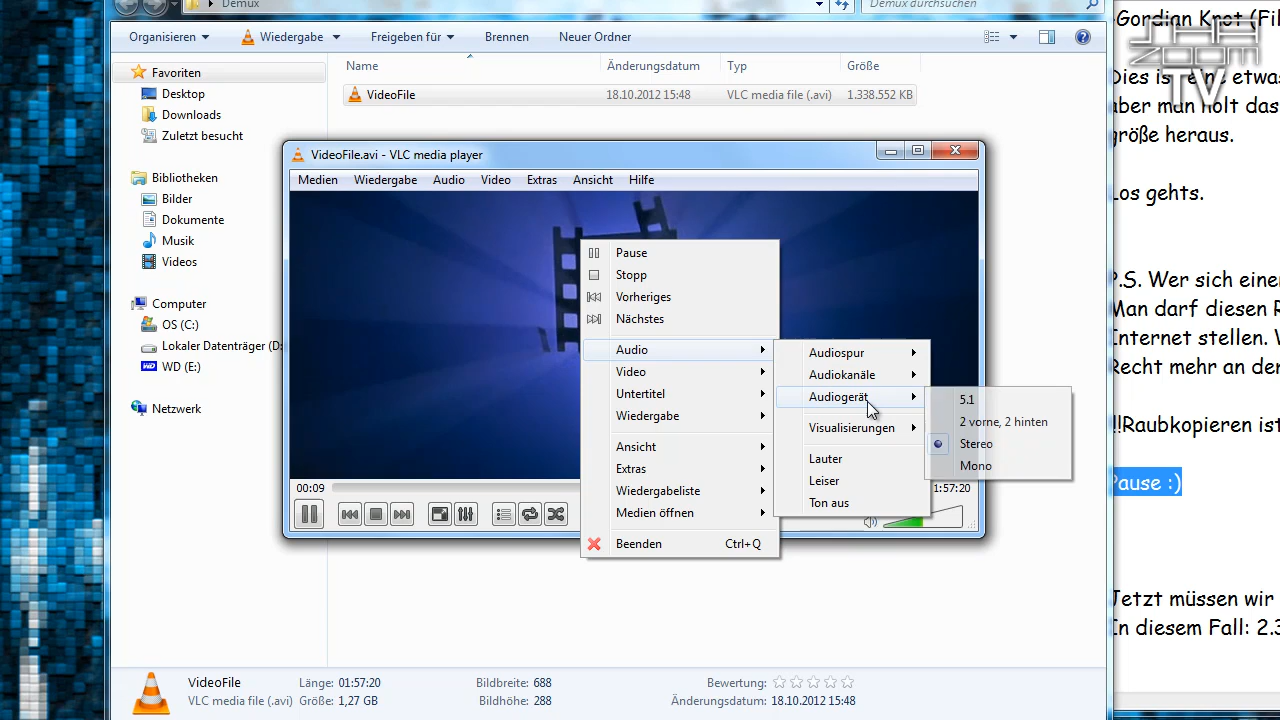 Demux
Demux durchsuchen
Organisieren
Wiedergabe
Freigeben für
Brennen
Neuer Ordner
Name
Änderungsdatum
Typ
Größe
VideoFile
18.10.2012 15:48
VLC media file (.avi)
1.338.552 KB
Favoriten
Desktop
Downloads
Zuletzt besucht
Bibliotheken
Bilder
Dokumente
Musik
Videos
Computer
OS (C:)
Lokaler Datenträger (D:
WD (E:)
Netzwerk
VideoFile.avi - VLC media player
Medien
Wiedergabe
Audio
Video
Extras
Ansicht
Hilfe
Pause
Stopp
Vorheriges
Nächstes
Audio
Video
Untertitel
Wiedergabe
Ansicht
Extras
Wiedergabeliste
Medien öffnen
Beenden Ctrl+Q
Audiospur
Audiokanäle
Audiogerät
Visualisierungen
Lauter
Leiser
Ton aus
5.1
2 vorne, 2 hinten
Stereo
Mono
00:09
1:57:20
VideoFile
Länge: 01:57:20
Bildbreite: 688
Bewertung:
VLC media file (.avi) Größe: 1,27 GB
Bildhöhe: 288
Änderungsdatum: 18.10.2012 15:48
-Gordian Knot (Fil
Dies ist eine etwas
aber man holt das
größe heraus.
Los gehts.
P.S. Wer sich einen
Man darf diesen R
Internet stellen. W
Recht mehr an der
!!Raubkopieren ist
Pause :)
Jetzt müssen wir
In diesem Fall: 2.3
ZOOM
TV